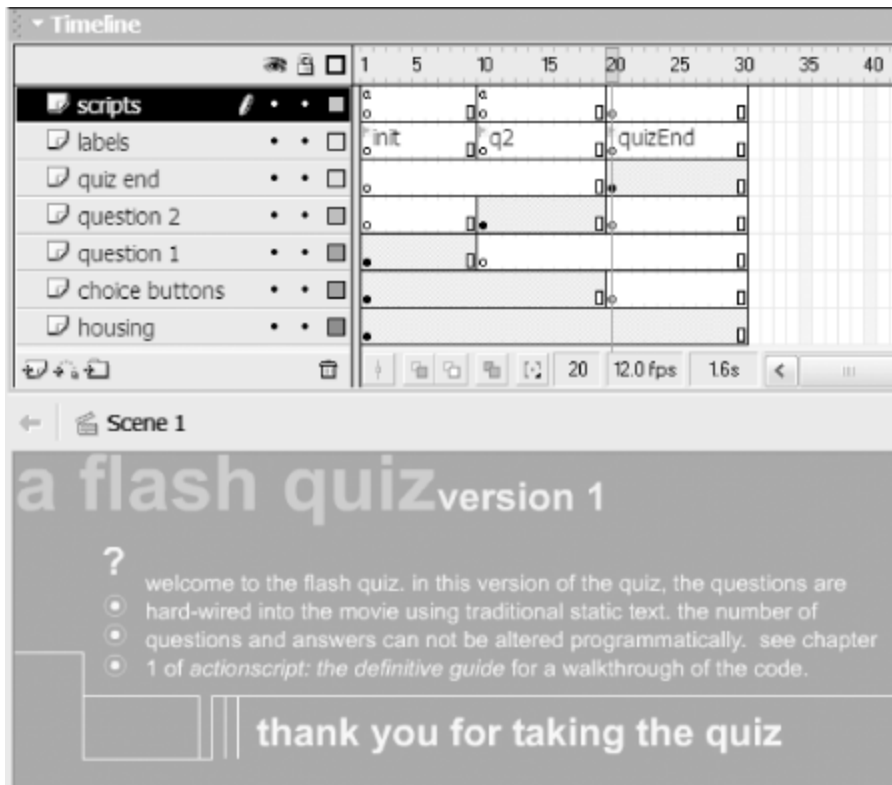 Timeline
1 5 10 15 20 25 30 35 40
scripts a a
labels init q2 quizEnd
quiz end
question 2
question 1
choice buttons
housing
20 12.0 fps 1.6s
Scene 1
a flash quiz version 1
?
welcome to the flash quiz. in this version of the quiz, the questions are
hard-wired into the movie using traditional static text. the number of
questions and answers can not be altered programmatically. see chapter
1 of actionscript: the definitive guide for a walkthrough of the code.
thank you for taking the quiz